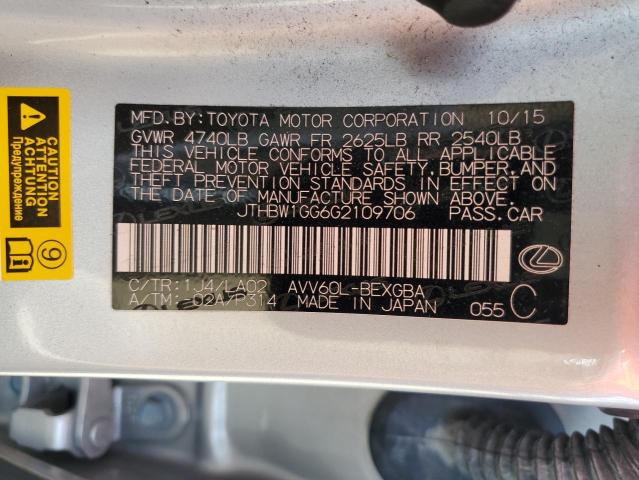 MFD.BY:TOYOTA MOTOR CORPORATION 10/15
GVWR 4740LB GAWR FR 2625LB RR 2540LB
THIS VEHICLE CONFORMS TO ALL APPLICABLE
FEDERAL MOTOR VEHICLE SAFETY,BUMPER,AND
THEFT PREVENTION STANDARDS IN EFFECT ON
THE DATE OF MANUFACTURE SHOWN ABOVE.
JTHBW1GG6G2109706 PASS.CAR
C/TR:1J4/LA02 AVV60L-BEXGBA
A/TM: -02A/P314 MADE IN JAPAN 055 C
CAUTION
ATTENTION
ACHTUNG
Предупреждение
9